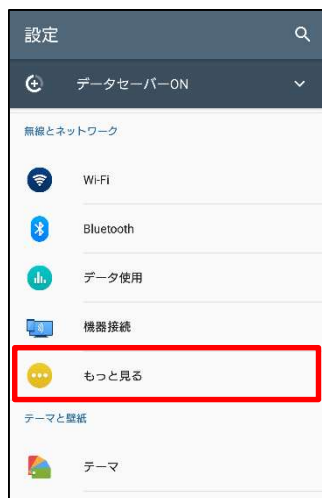 設定
データセーバーON
無線とネットワーク
Wi-Fi
Bluetooth
データ使用
機器接続
もっと見る
テーマと壁紙
テーマ